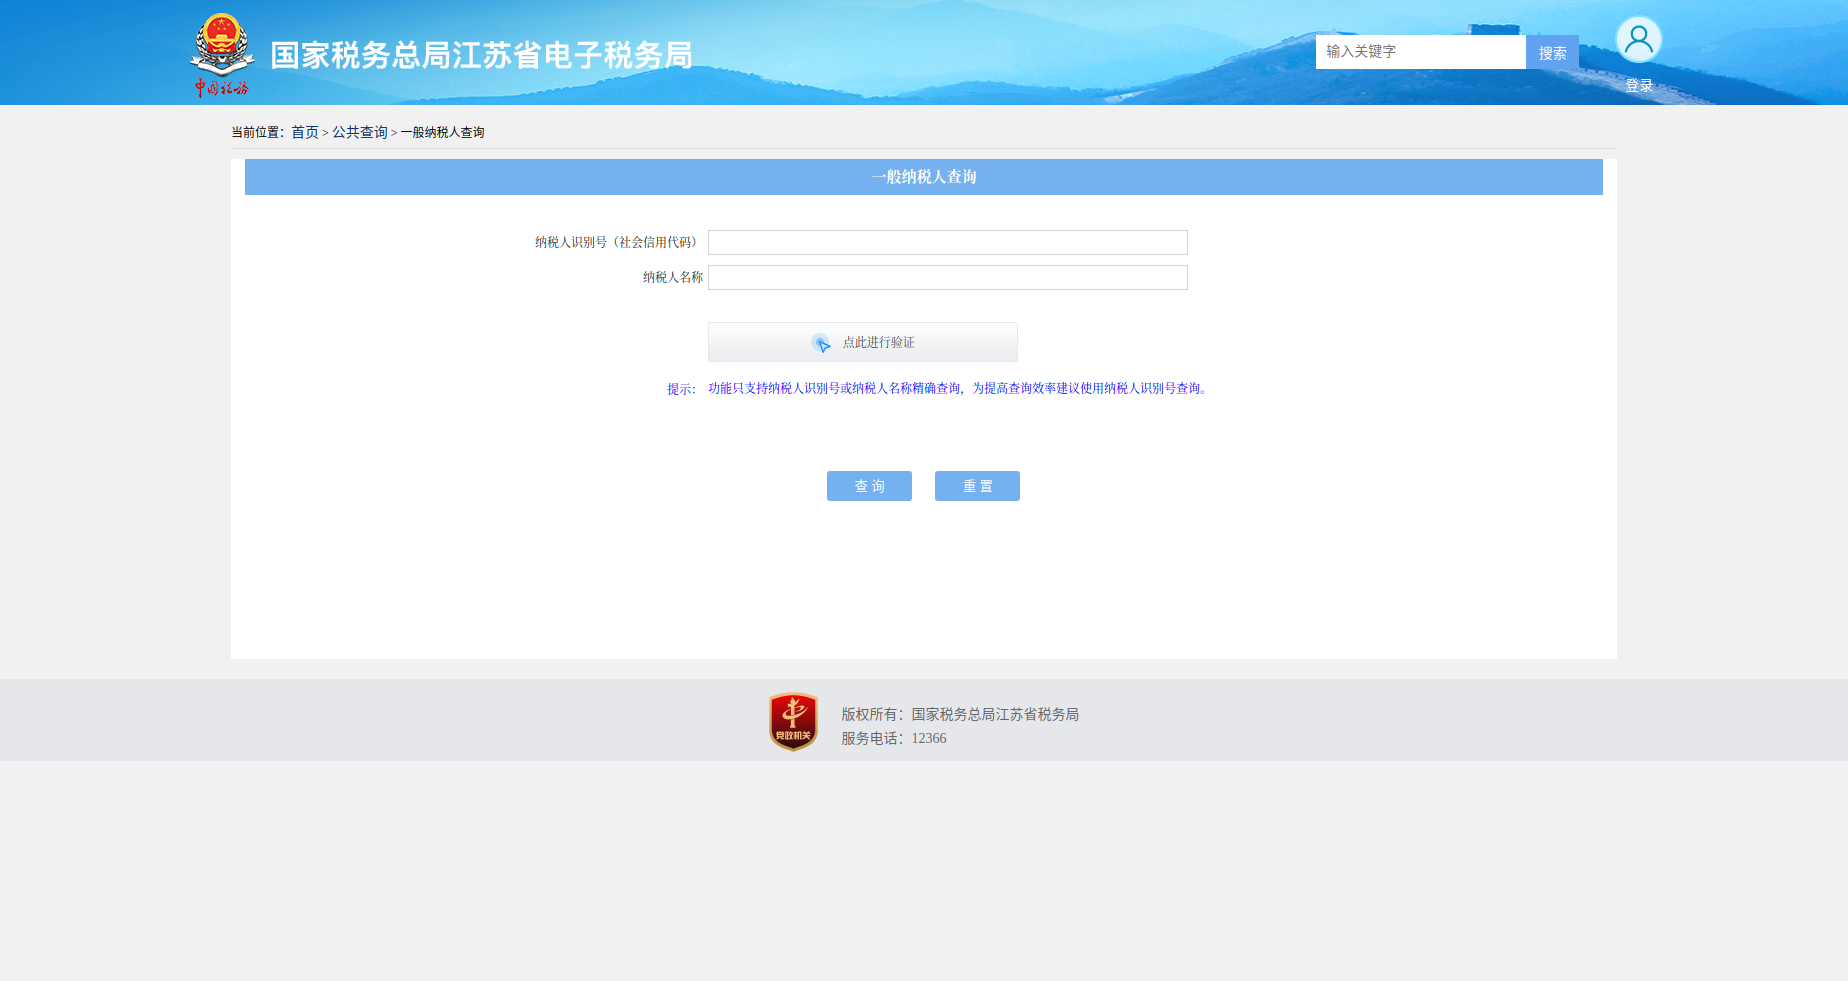 国家税务总局江苏省电子税务局
中国税务
输入关键字
搜索
登录
当前位置：首页 > 公共查询 > 一般纳税人查询
一般纳税人查询
纳税人识别号（社会信用代码）
纳税人名称
点此进行验证
提示： 功能只支持纳税人识别号或纳税人名称精确查询，为提高查询效率建议使用纳税人识别号查询。
查 询
重 置
党政机关
版权所有：国家税务总局江苏省税务局
服务电话：12366